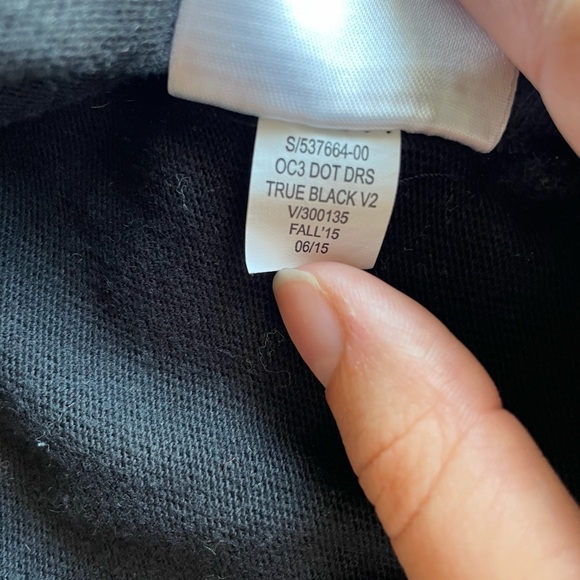 S/537664-00
OC3 DOT DRS
TRUE BLACK V2
V/300135
FALL'15
06/15